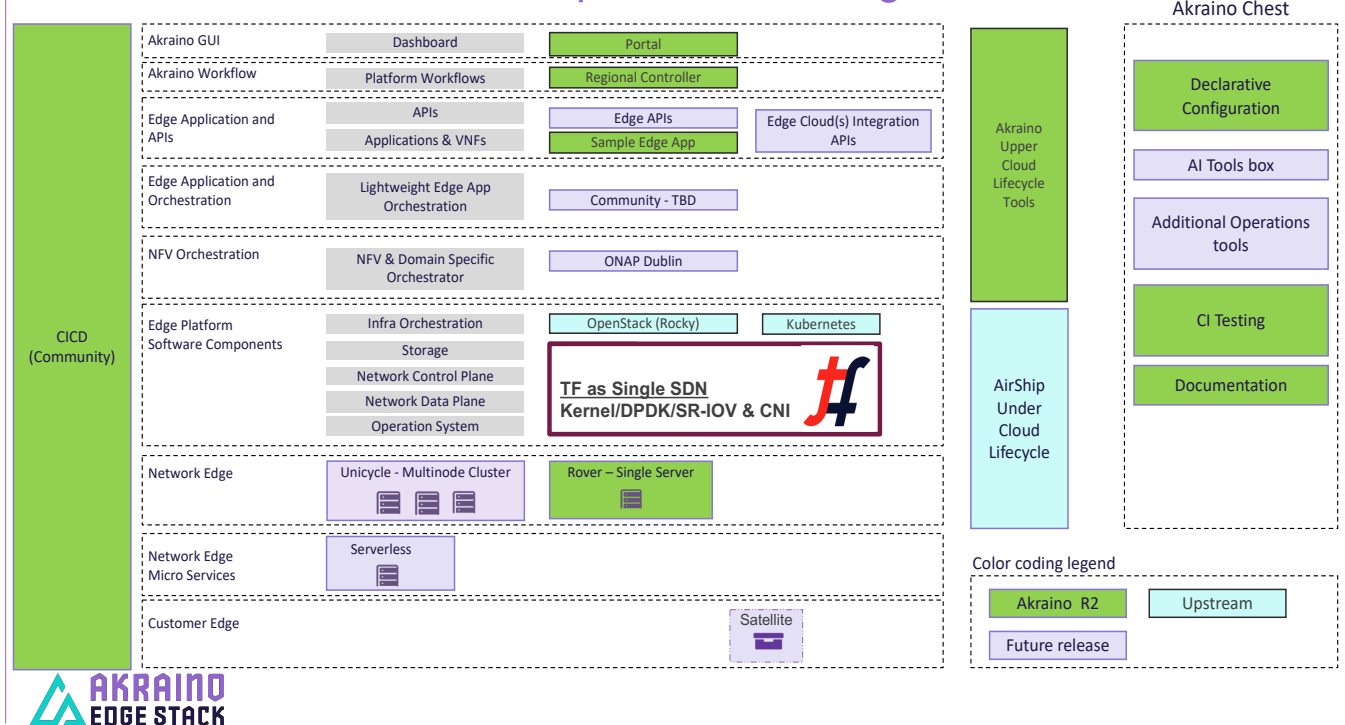 Akraino Chest
Akraino GUI
Dashboard
Portal
Akraino Workflow
Platform Workflows
Regional Controller
Edge Application and
APIs
APIs
Applications & VNFs
Edge APIs
Sample Edge App
Edge Cloud(s) Integration
APIs
Edge Application and
Orchestration
Lightweight Edge App
Orchestration
Community - TBD
NFV Orchestration
NFV & Domain Specific
Orchestrator
ONAP Dublin
CICD
(Community)
Edge Platform
Software Components
Infra Orchestration
Storage
Network Control Plane
Network Data Plane
Operation System
OpenStack (Rocky)
Kubernetes
TF as Single SDN
Kernel/DPDK/SR-IOV & CNI
tf
Network Edge
Unicycle - Multinode Cluster
Rover – Single Server
Network Edge
Micro Services
Serverless
Customer Edge
Satellite
Akraino
Upper
Cloud
Lifecycle
Tools
AirShip
Under
Cloud
Lifecycle
Declarative
Configuration
AI Tools box
Additional Operations
tools
CI Testing
Documentation
Color coding legend
Akraino R2
Upstream
Future release
AKRAINO
EDGE STACK